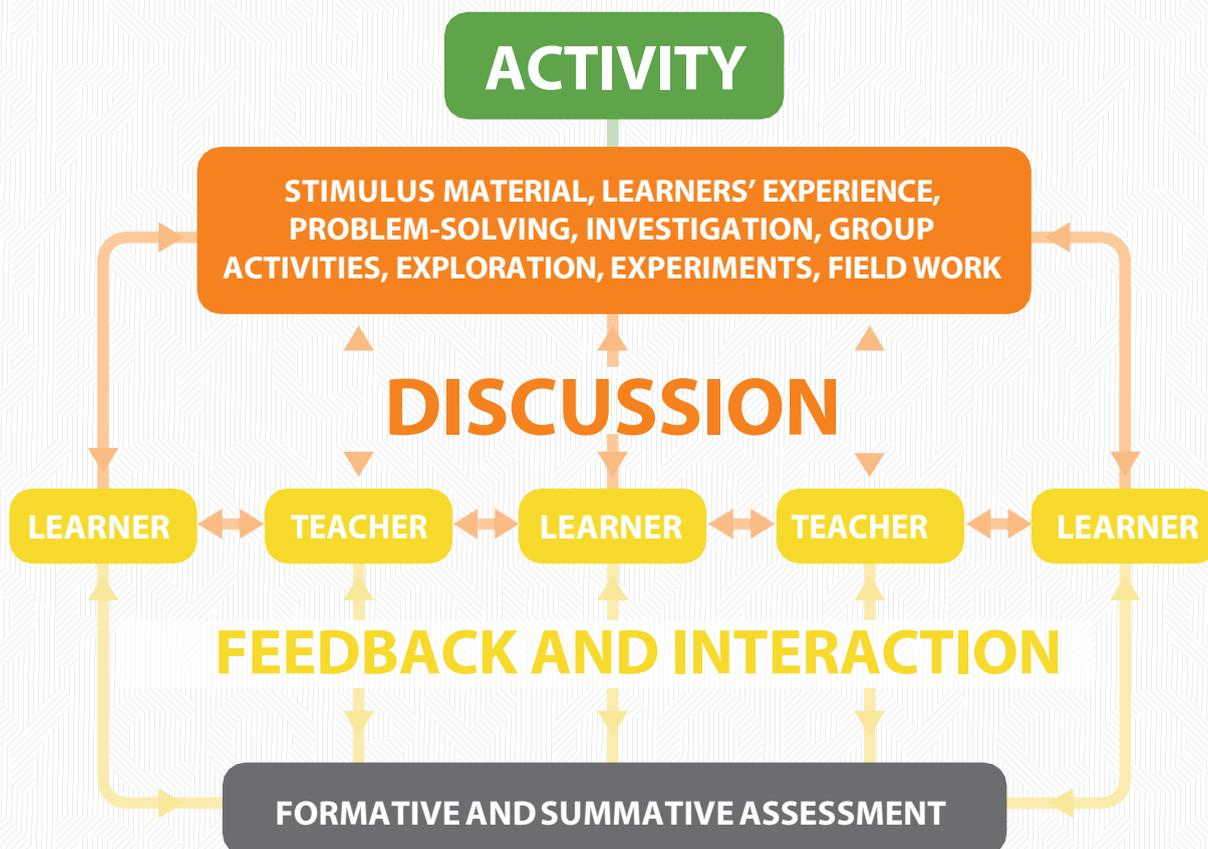 ACTIVITY
STIMULUS MATERIAL, LEARNERS’ EXPERIENCE,
PROBLEM-SOLVING, INVESTIGATION, GROUP
ACTIVITIES, EXPLORATION, EXPERIMENTS, FIELD WORK
DISCUSSION
LEARNER
TEACHER
LEARNER
TEACHER
LEARNER
FEEDBACK AND INTERACTION
FORMATIVE AND SUMMATIVE ASSESSMENT